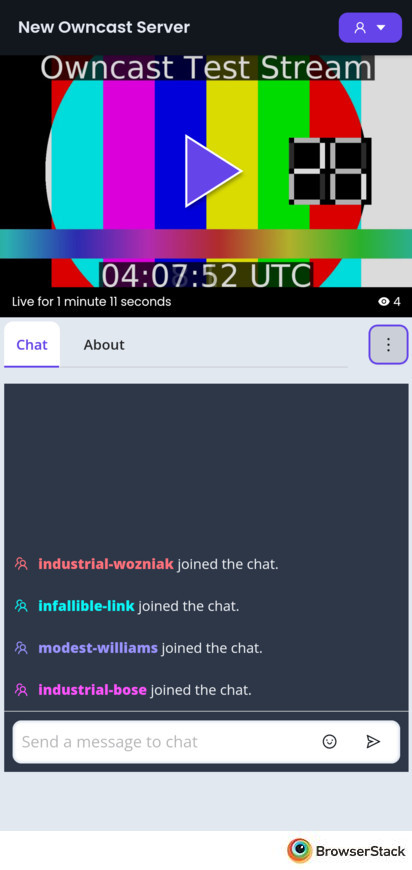 New Owncast Server
Owncast Test Stream
04:07:52 UTC
Live for 1 minute 11 seconds
4
Chat
About
industrial-wozniak joined the chat.
infallible-link joined the chat.
modest-williams joined the chat.
industrial-bose joined the chat.
Send a message to chat
BrowserStack